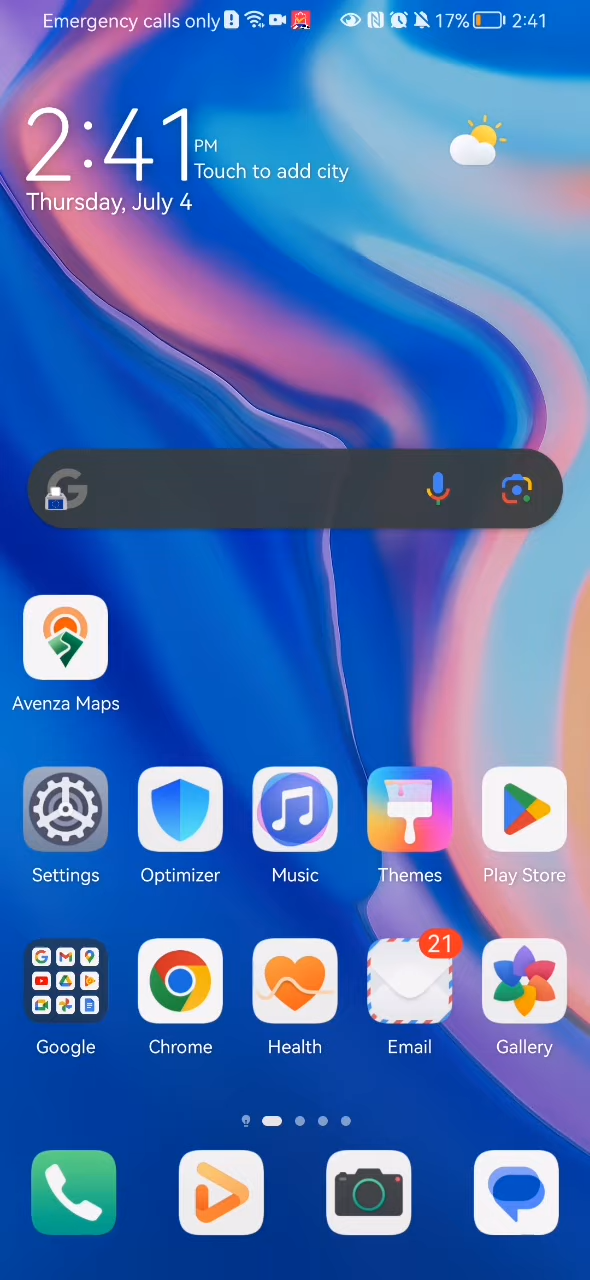 Emergency calls only 17% 2:41
2:41 PM
Touch to add city
Thursday, July 4
Avenza Maps
Settings Optimizer Music Themes Play Store
21
Google Chrome Health Email Gallery